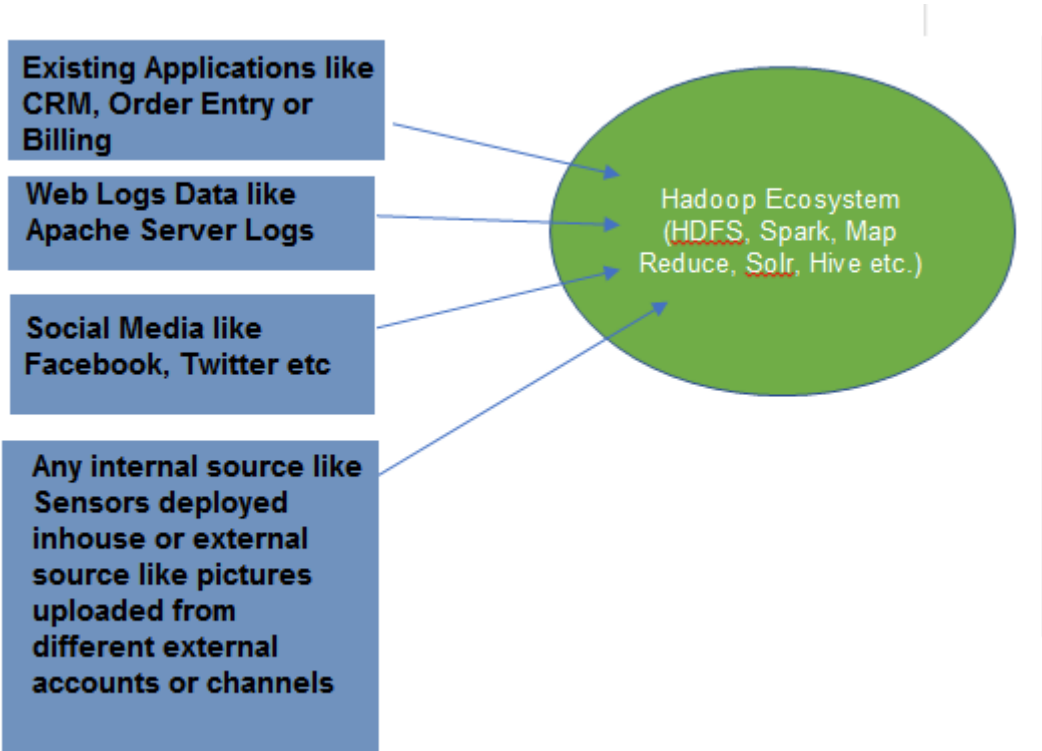 Existing Applications like
CRM, Order Entry or
Billing
Web Logs Data like
Apache Server Logs
Social Media like
Facebook, Twitter etc
Any internal source like
Sensors deployed
inhouse or external
source like pictures
uploaded from
different external
accounts or channels
Hadoop Ecosystem
(HDFS, Spark, Map
Reduce, Solr, Hive etc.)